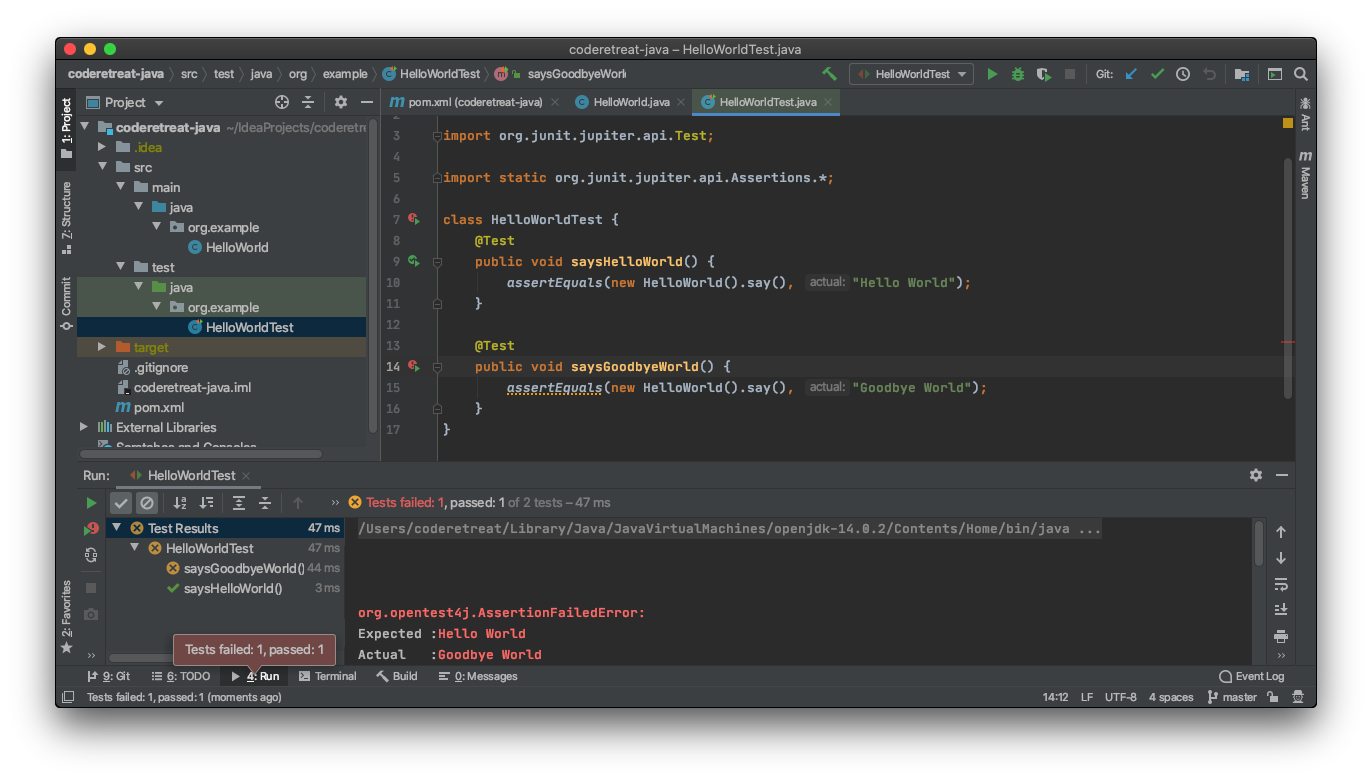 coderetreat-java – HelloWorldTest.java
coderetreat-java src test java org example HelloWorldTest m saysGoodbyeWorl HelloWorldTest Git:
1: Project
Z: Structure
Commit
2: Favorites
Project
coderetreat-java ~/IdeaProjects/coderetre
.idea
src
main
java
org.example
HelloWorld
test
java
org.example
HelloWorldTest
target
.gitignore
coderetreat-java.iml
pom.xml
External Libraries
Scratches and Consoles
pom.xml (coderetreat-java) HelloWorld.java HelloWorldTest.java
2
3 import org.junit.jupiter.api.Test;
4
5 import static org.junit.jupiter.api.Assertions.*;
6
7 class HelloWorldTest {
8 @Test
9 public void saysHelloWorld() {
10 assertEquals(new HelloWorld().say(), actual: "Hello World");
11 }
12
13 @Test
14 public void saysGoodbyeWorld() {
15 assertEquals(new HelloWorld().say(), actual: "Goodbye World");
16 }
17 }
Ant
Maven
Run: HelloWorldTest
Tests failed: 1, passed: 1 of 2 tests – 47 ms
Test Results 47 ms
HelloWorldTest 47 ms
saysGoodbyeWorld() 44 ms
saysHelloWorld() 3 ms
/Users/coderetreat/Library/Java/JavaVirtualMachines/openjdk-14.0.2/Contents/Home/bin/java ...
org.opentest4j.AssertionFailedError:
Expected :Hello World
Actual :Goodbye World
Tests failed: 1, passed: 1
9: Git 6: TODO 4: Run Terminal Build 0: Messages Event Log
Tests failed: 1, passed: 1 (moments ago) 14:12 LF UTF-8 4 spaces master